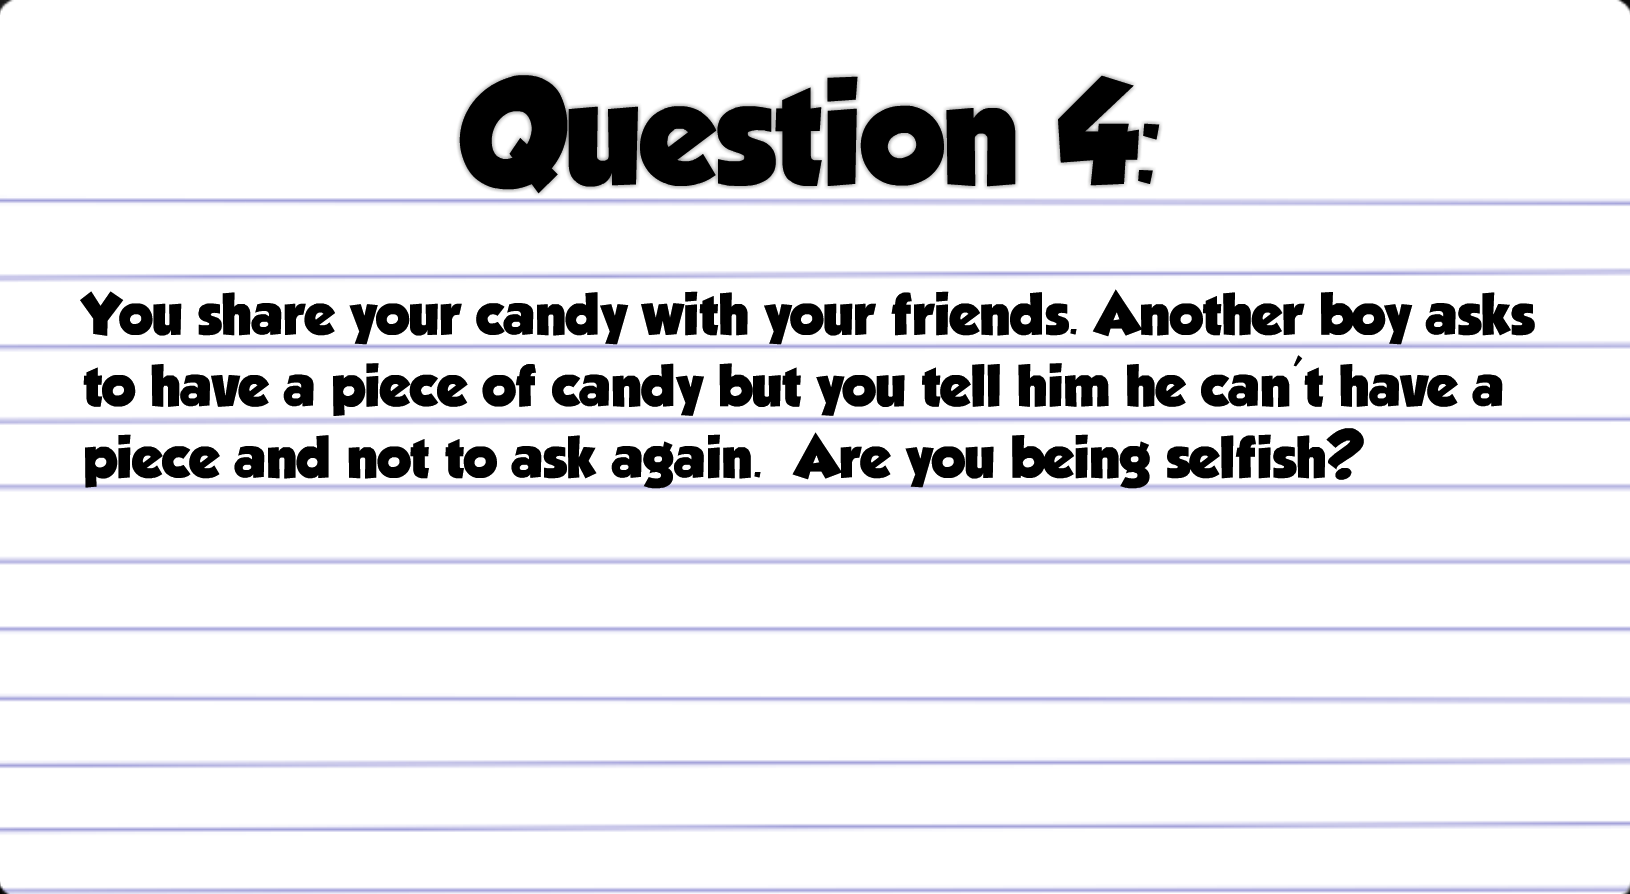 Question 4:
You share your candy with your friends. Another boy asks
to have a piece of candy but you tell him he can't have a
piece and not to ask again.  Are you being selfish?